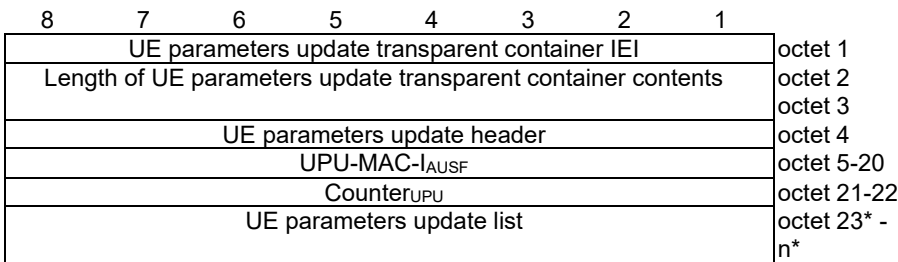 8 7 6 5 4 3 2 1
UE parameters update transparent container IEI octet 1
Length of UE parameters update transparent container contents octet 2
octet 3
UE parameters update header octet 4
UPU-MAC-IAUSF octet 5-20
CounterUPU octet 21-22
UE parameters update list octet 23* -
n*